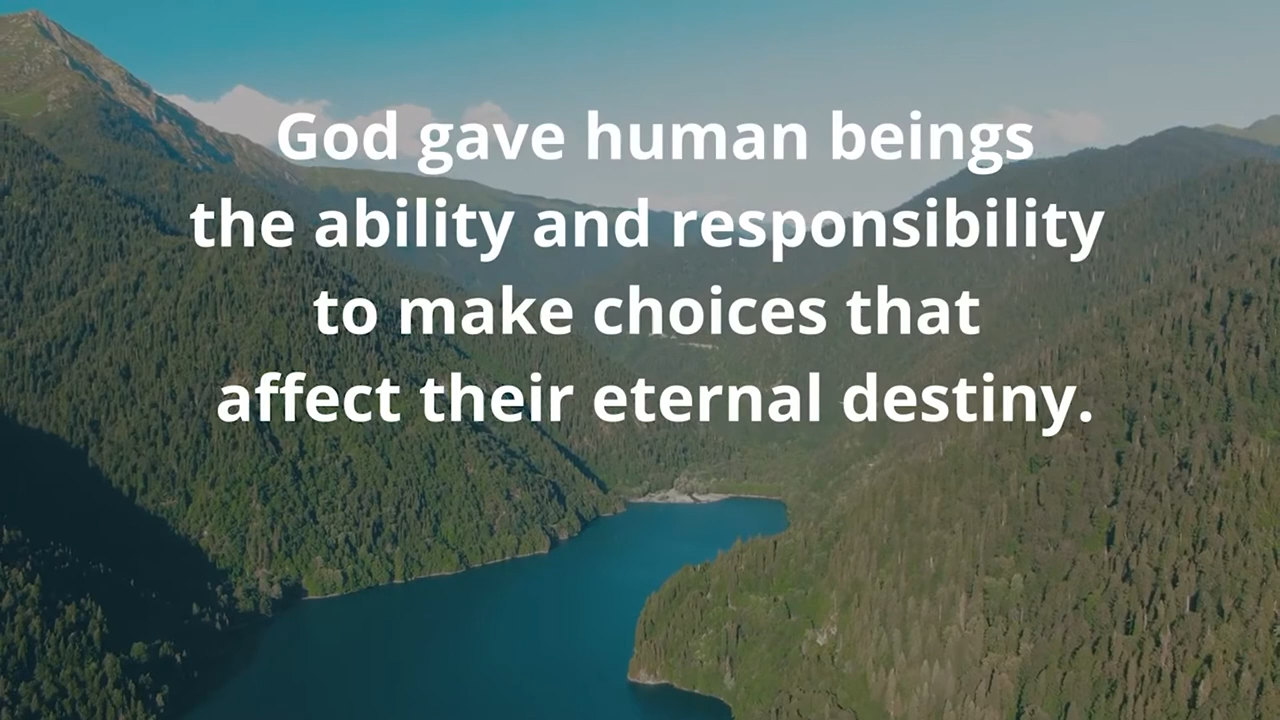 God gave human beings
the ability and responsibility
to make choices that
affect their eternal destiny.